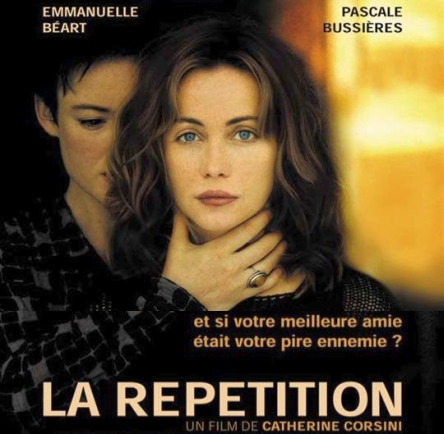 EMMANUELLE
BÉART
PASCALE
BUSSIÈRES
et si votre meilleure amie
était votre pire ennemie ?
LA REPETITION
UN FILM DE CATHERINE CORSINI